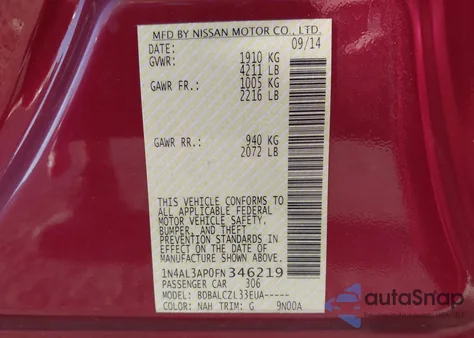 MFD BY NISSAN MOTOR CO., LTD.
DATE: 09/14
GVWR: 1910 KG
4211 LB
GAWR FR.: 1005 KG
2216 LB
GAWR RR.: 940 KG
2072 LB
THIS VEHICLE CONFORMS TO
ALL APPLICABLE FEDERAL
MOTOR VEHICLE SAFETY,
BUMPER, AND THEFT
PREVENTION STANDARDS IN
EFFECT ON THE DATE OF
MANUFACTURE SHOWN ABOVE.
1N4AL3AP0FN346219
PASSENGER CAR 306
MODEL: BDBALCZL33EUA-----
COLOR: NAH TRIM: G 9N00A
autoSnap